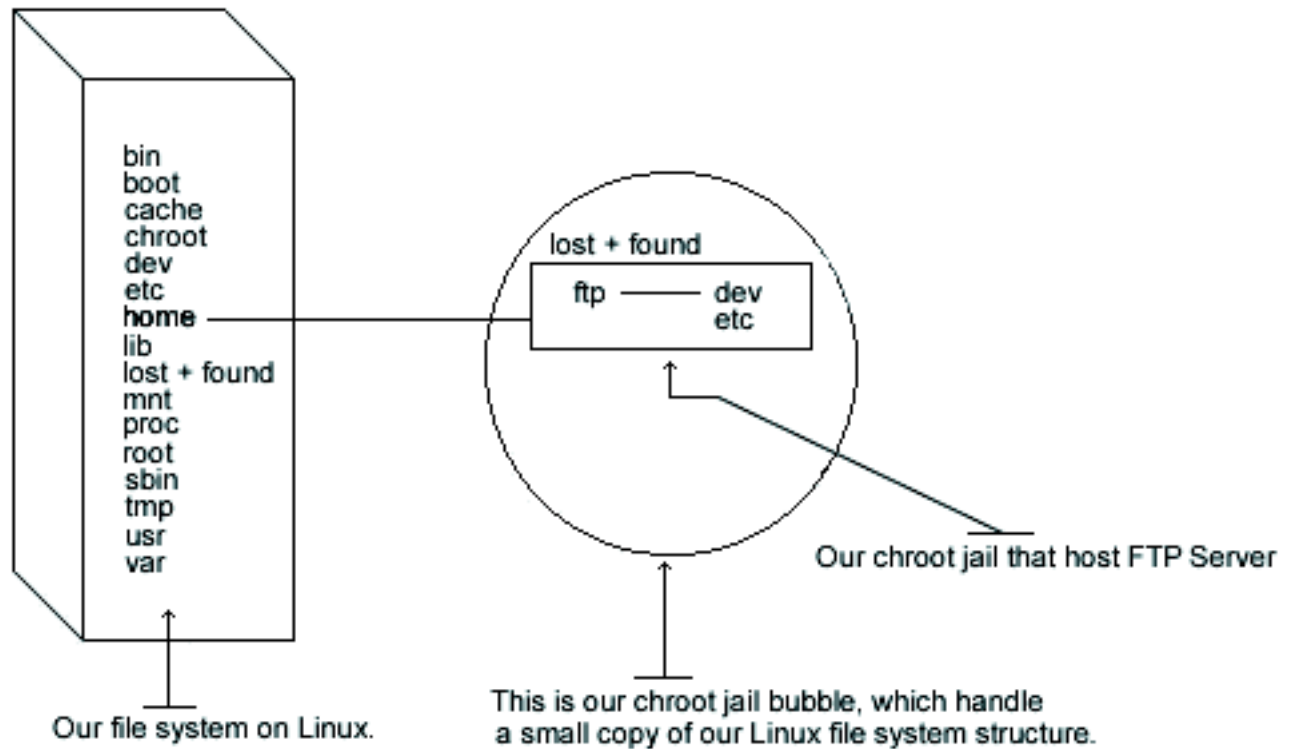 bin
boot
cache
chroot
dev
etc
home
lib
lost + found
mnt
proc
root
sbin
tmp
usr
var
Our file system on Linux.
lost + found
ftp dev
etc
Our chroot jail that host FTP Server
This is our chroot jail bubble, which handle
a small copy of our Linux file system structure.